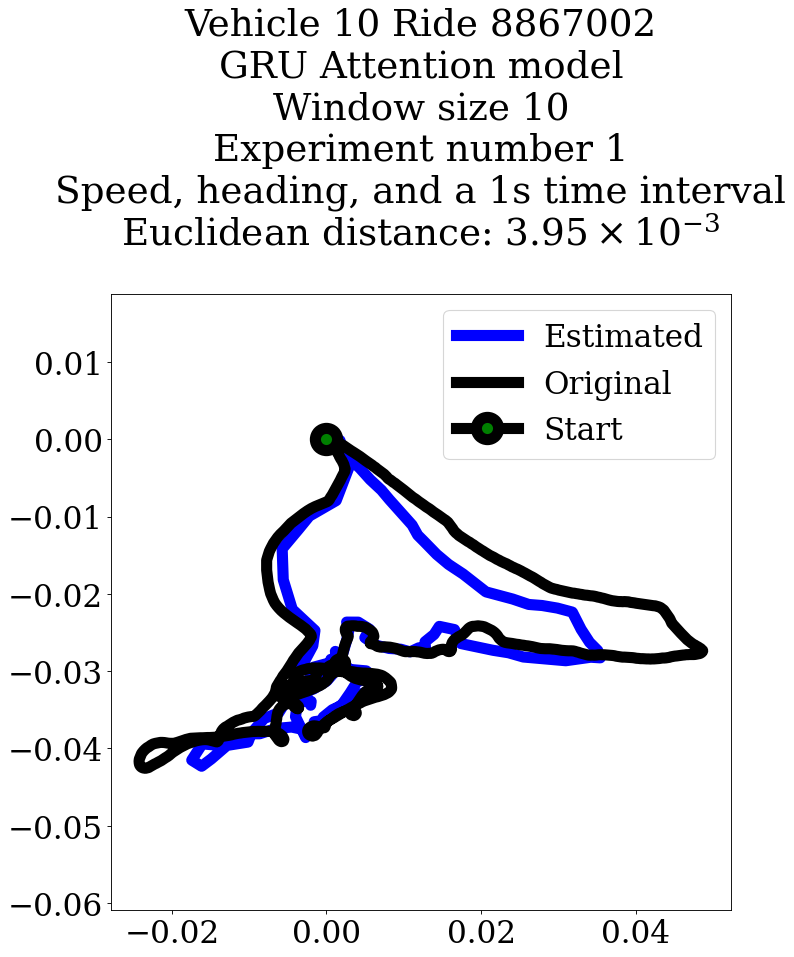 Vehicle 10 Ride 8867002
GRU Attention model
Window size 10
Experiment number 1
Speed, heading, and a 1s time interval
Euclidean distance: 3.95 × 10⁻³
Estimated
Original
Start
0.01
0.00
−0.01
−0.02
−0.03
−0.04
−0.05
−0.06
−0.02 0.00 0.02 0.04